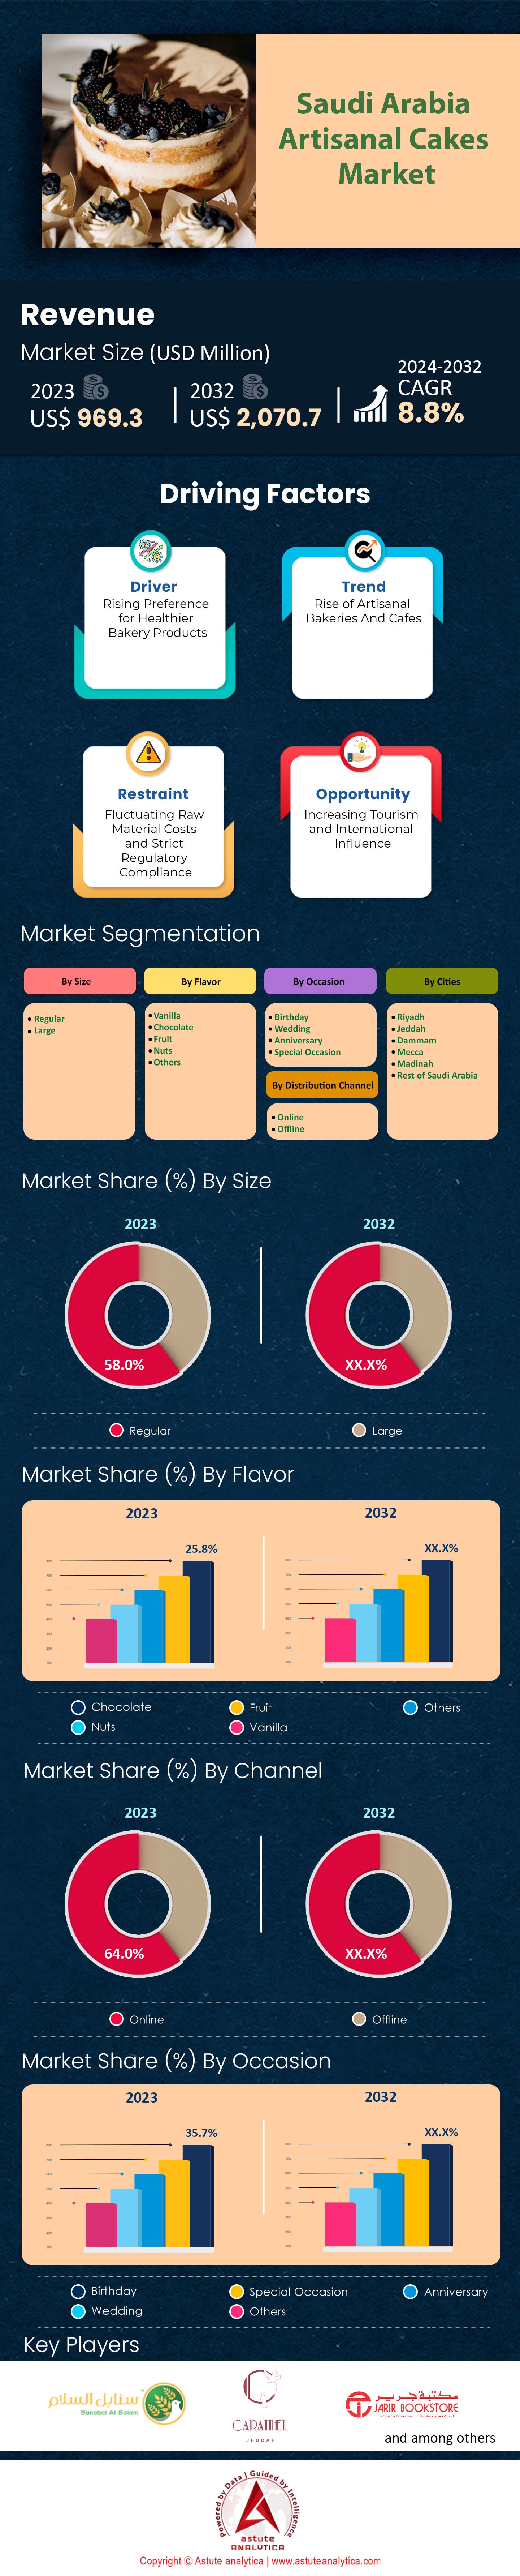 Saudi Arabia
Artisanal Cakes
Market
Revenue
Market Size (USD Million)
2023
US$ 969.3
2032
US$ 2,070.7
2024-2032
CAGR
8.8%
Driving Factors
Driver
Rising Preference
for Healthier
Bakery Products
Trend
Rise of Artisanal
Bakeries And Cafes
Restraint
Fluctuating Raw
Material Costs
and Strict
Regulatory
Compliance
Opportunity
Increasing Tourism
and International
Influence
Market Segmentation
By Size
Regular
Large
By Flavor
Vanilla
Chocolate
Fruit
Nuts
Others
By Occasion
Birthday
Wedding
Anniversary
Special Occasion
By Distribution Channel
Online
Offline
By Cities
Riyadh
Jeddah
Dammam
Mecca
Madinah
Rest of Saudi Arabia
Market Share (%) By Size
2023
58.0%
2032
XX.X%
Regular
Large
Market Share (%) By Flavor
2023
25.8%
2032
XX.X%
Chocolate
Fruit
Others
Nuts
Vanilla
Market Share (%) By Channel
2023
64.0%
2032
XX.X%
Online
Offline
Market Share (%) By Occasion
2023
35.7%
2032
XX.X%
Birthday
Special Occasion
Anniversary
Wedding
Others
Key Players
سنابل السلام
Sanabel Al Salam
CARAMEL
JEDDAH
مكتبة جرير
JARIR BOOKSTORE
and among others
Powered by Data | Guided by Intelligence
astute
ANALYTICA
Copyright © Astute analytica | www.astuteanalytica.com